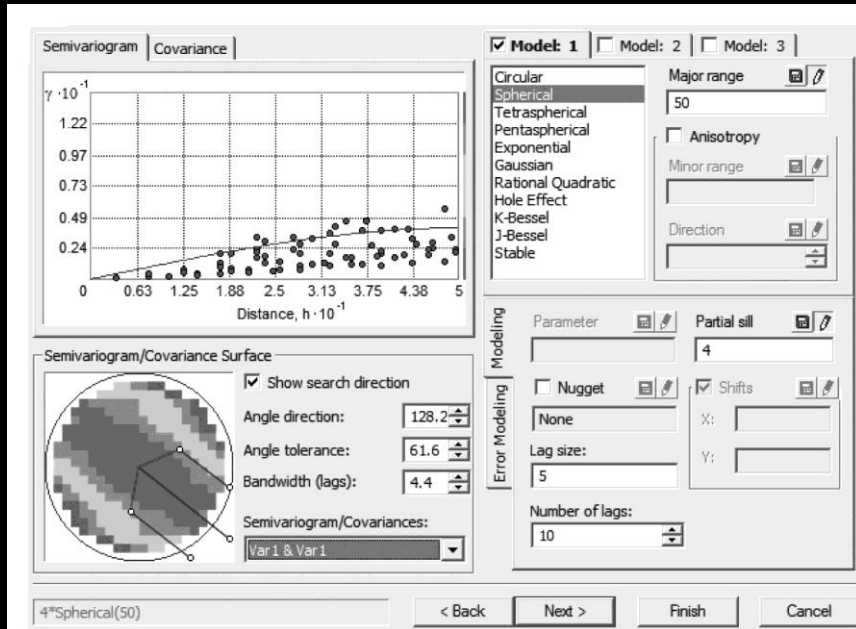 Semivariogram Covariance
γ·10⁻¹
1.22
0.97
0.73
0.49
0.24
0 0.63 1.25 1.88 2.5 3.13 3.75 4.38 5
Distance, h·10⁻¹
Semivariogram/Covariance Surface
Show search direction
Angle direction: 128.2
Angle tolerance: 61.6
Bandwidth (lags): 4.4
Semivariogram/Covariances:
Var1 & Var1
Model: 1 Model: 2 Model: 3
Circular
Spherical
Tetraspherical
Pentaspherical
Exponential
Gaussian
Rational Quadratic
Hole Effect
K-Bessel
J-Bessel
Stable
Major range
50
Anisotropy
Minor range
Direction
Modeling
Error Modeling
Parameter
Partial sill
4
Nugget
None
Shifts
X:
Y:
Lag size:
5
Number of lags:
10
4*Spherical(50)
< Back Next > Finish Cancel